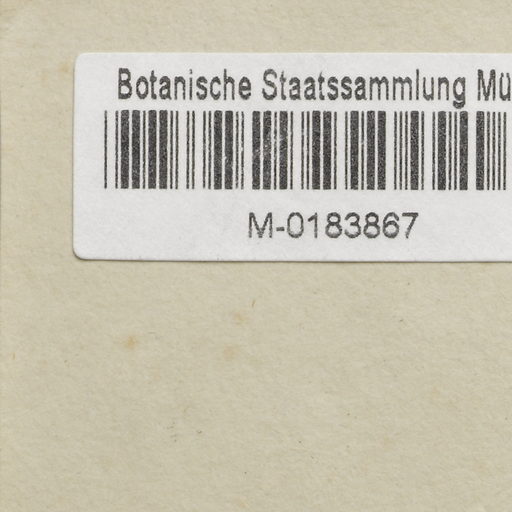 Botanische Staatssammlung Mü
M-0183867